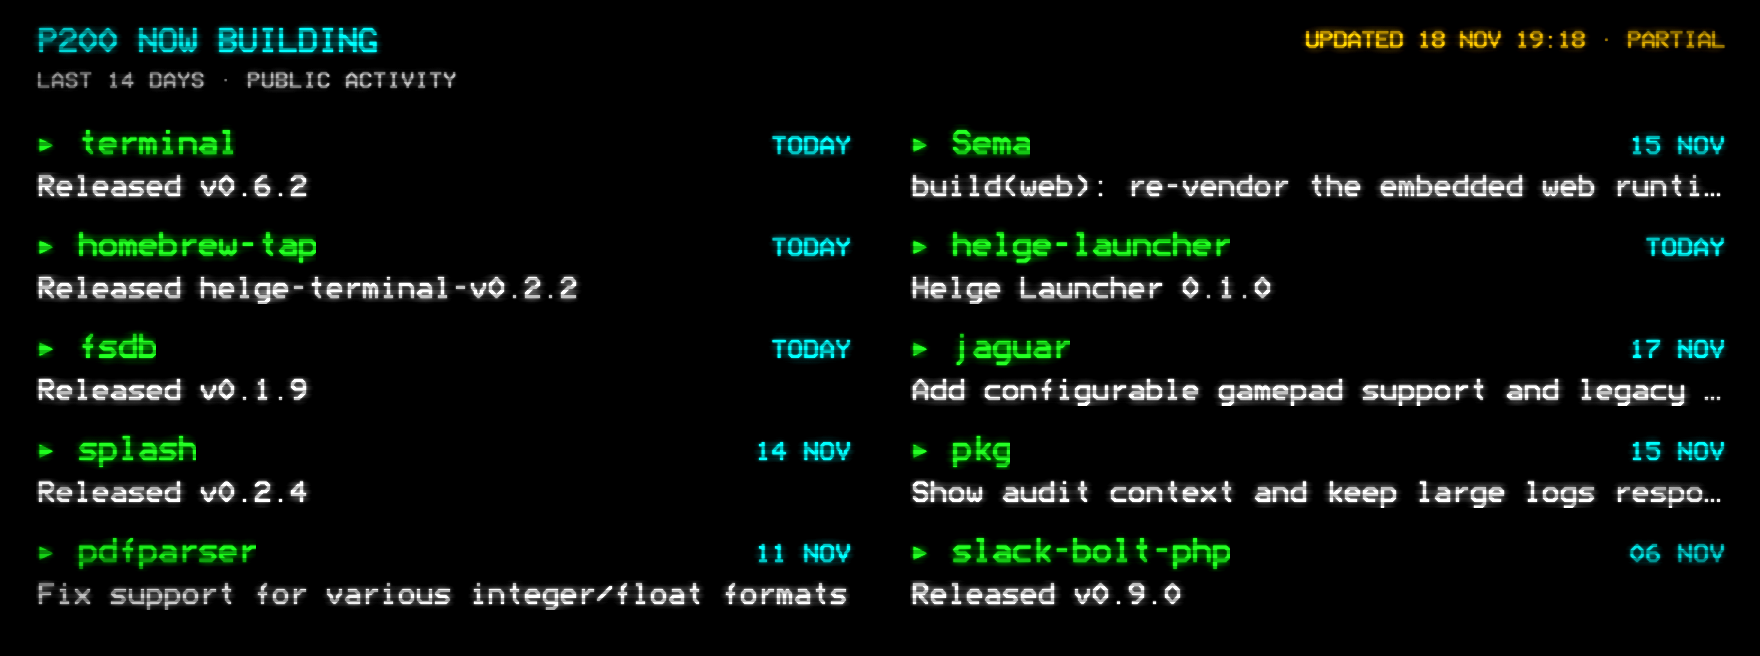 P200 NOW BUILDING
UPDATED 18 NOV 19:18 · PARTIAL
LAST 14 DAYS · PUBLIC ACTIVITY
▸ terminal TODAY
Released v0.6.2
▸ homebrew-tap TODAY
Released helge-terminal-v0.2.2
▸ fsdb TODAY
Released v0.1.9
▸ splash 14 NOV
Released v0.2.4
▸ pdfparser 11 NOV
Fix support for various integer/float formats
▸ Sema 15 NOV
build(web): re-vendor the embedded web runti…
▸ helge-launcher TODAY
Helge Launcher 0.1.0
▸ jaguar 17 NOV
Add configurable gamepad support and legacy …
▸ pkg 15 NOV
Show audit context and keep large logs respo…
▸ slack-bolt-php 06 NOV
Released v0.9.0